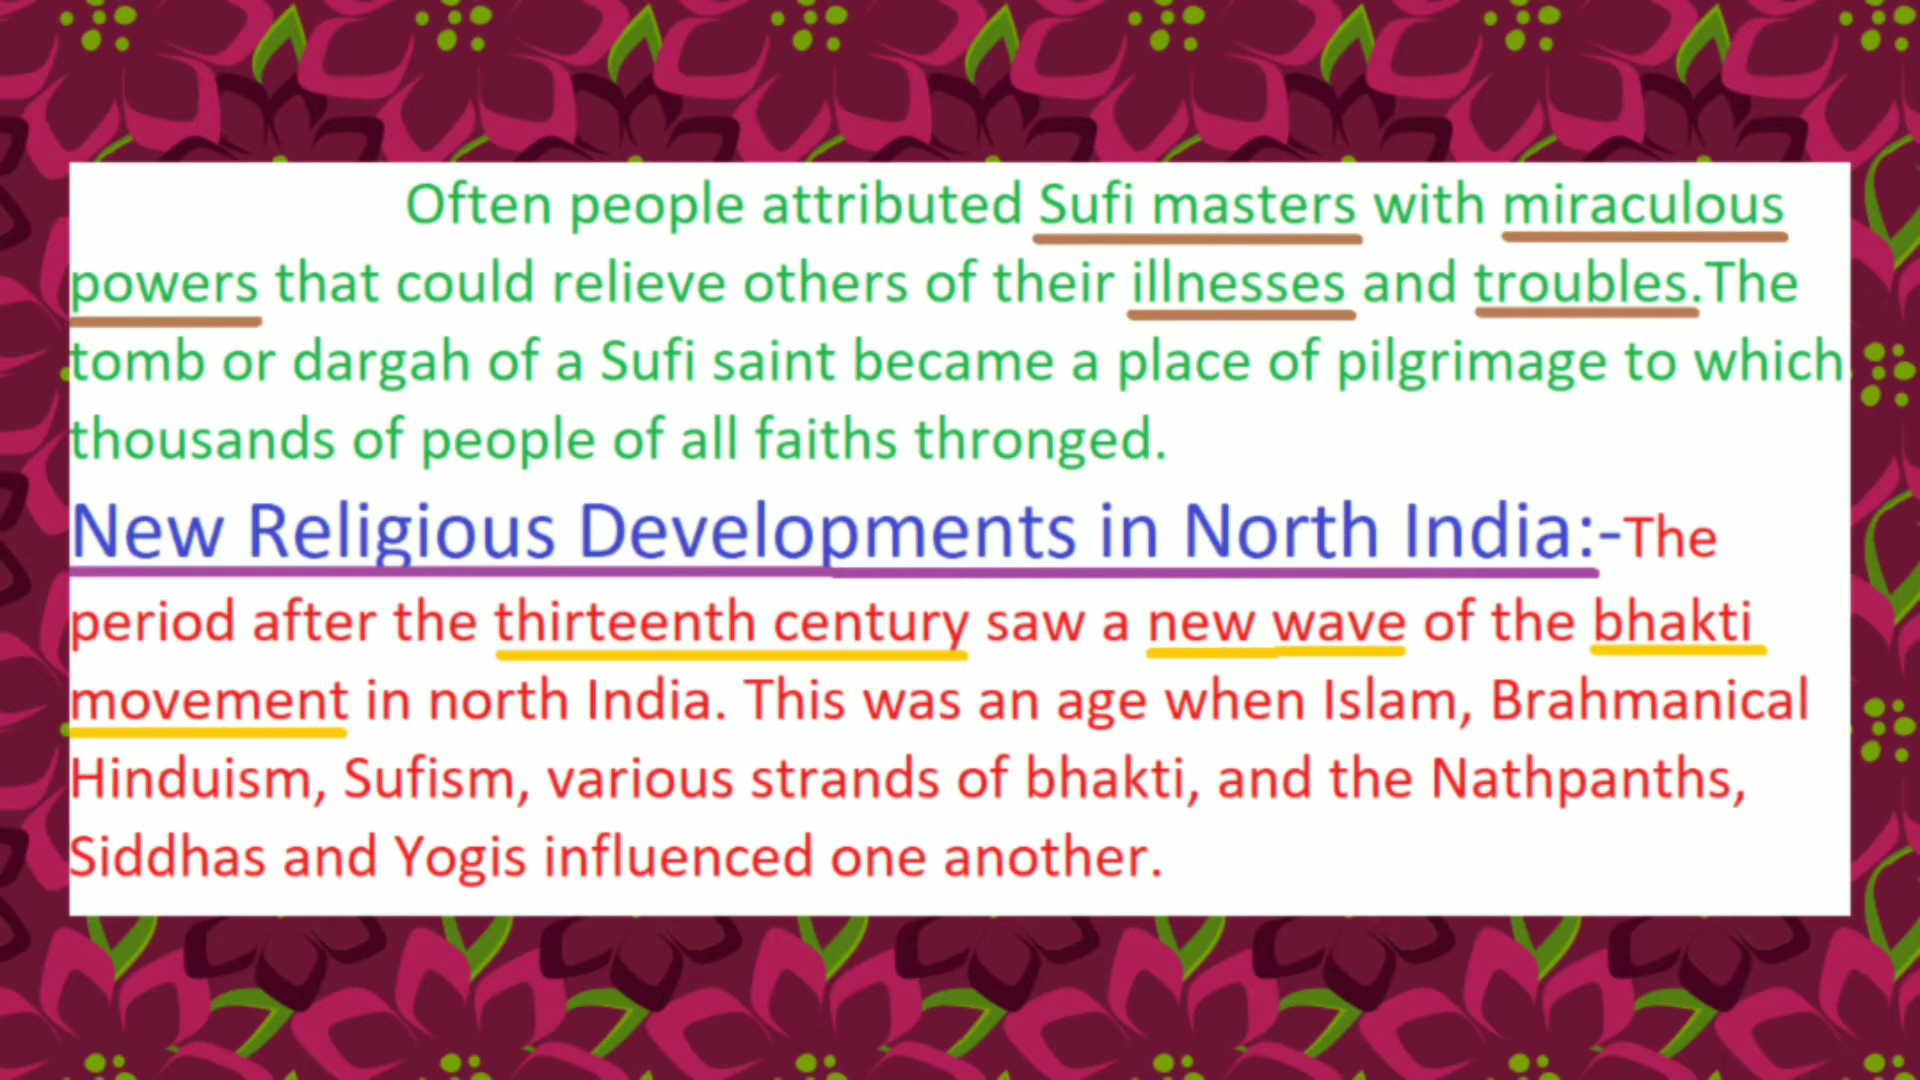 Often people attributed Sufi masters with miraculous
powers that could relieve others of their illnesses and troubles.The
tomb or dargah of a Sufi saint became a place of pilgrimage to which
thousands of people of all faiths thronged.
New Religious Developments in North India:-The
period after the thirteenth century saw a new wave of the bhakti
movement in north India. This was an age when Islam, Brahmanical
Hinduism, Sufism, various strands of bhakti, and the Nathpanths,
Siddhas and Yogis influenced one another.